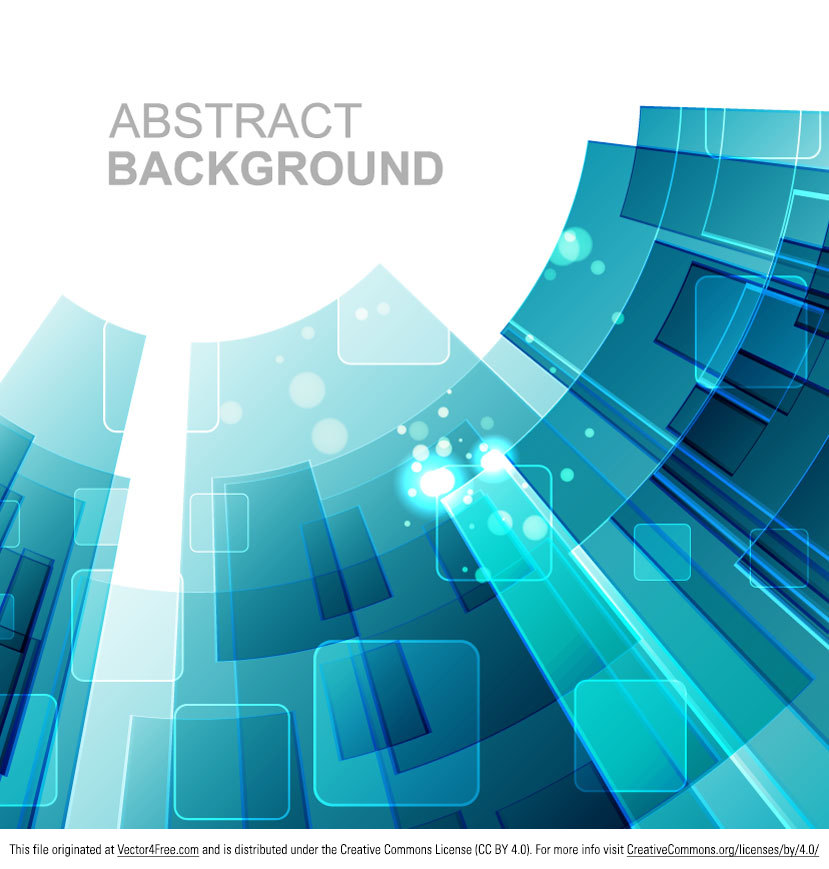 ABSTRACT
BACKGROUND
This file originated at Vector4Free.com and is distributed under the Creative Commons License (CC BY 4.0). For more info visit CreativeCommons.org/licenses/by/4.0/